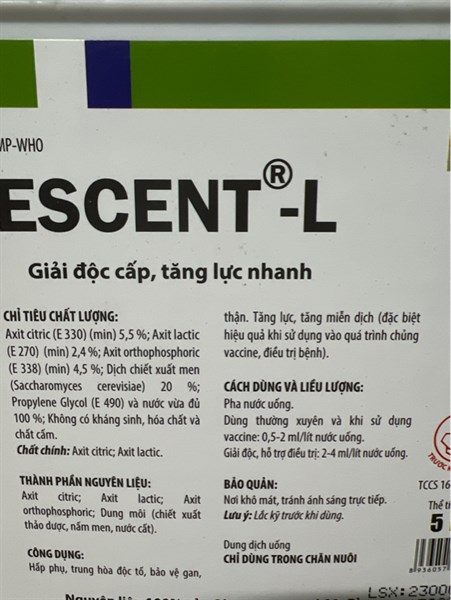 MP-WHO
ESCENT®-L
Giải độc cấp, tăng lực nhanh
CHỈ TIÊU CHẤT LƯỢNG:
Axit citric (E 330) (min) 5,5 %; Axit lactic
(E 270) (min) 2,4 %; Axit orthophosphoric
(E 338) (min) 4,5 %; Dịch chiết xuất men
(Saccharomyces cerevisiae) 20 %;
Propylene Glycol (E 490) và nước vừa đủ
100 %; Không có kháng sinh, hóa chất và
chất cấm.
Chất chính: Axit citric; Axit lactic.
THÀNH PHẦN NGUYÊN LIỆU:
Axit citric; Axit lactic; Axit
orthophosphoric; Dung môi (chiết xuất
thảo dược, nấm men, nước cất).
CÔNG DỤNG:
Hấp phụ, trung hòa độc tố, bảo vệ gan,
thận. Tăng lực, tăng miễn dịch (đặc biệt
hiệu quả khi sử dụng vào quá trình chủng
vaccine, điều trị bệnh).
CÁCH DÙNG VÀ LIỀU LƯỢNG:
Pha nước uống.
Dùng thường xuyên và khi sử dụng
vaccine: 0,5-2 ml/lít nước uống.
Giải độc, hỗ trợ điều trị: 2-4 ml/lít nước uống.
BẢO QUẢN:
Nơi khô mát, tránh ánh sáng trực tiếp.
Lưu ý: Lắc kỹ trước khi dùng.
Dung dịch uống
CHỈ DÙNG TRONG CHĂN NUÔI
TRƯỚC
TCCS 16
Thể tí
5
8 936057
LSX:2300